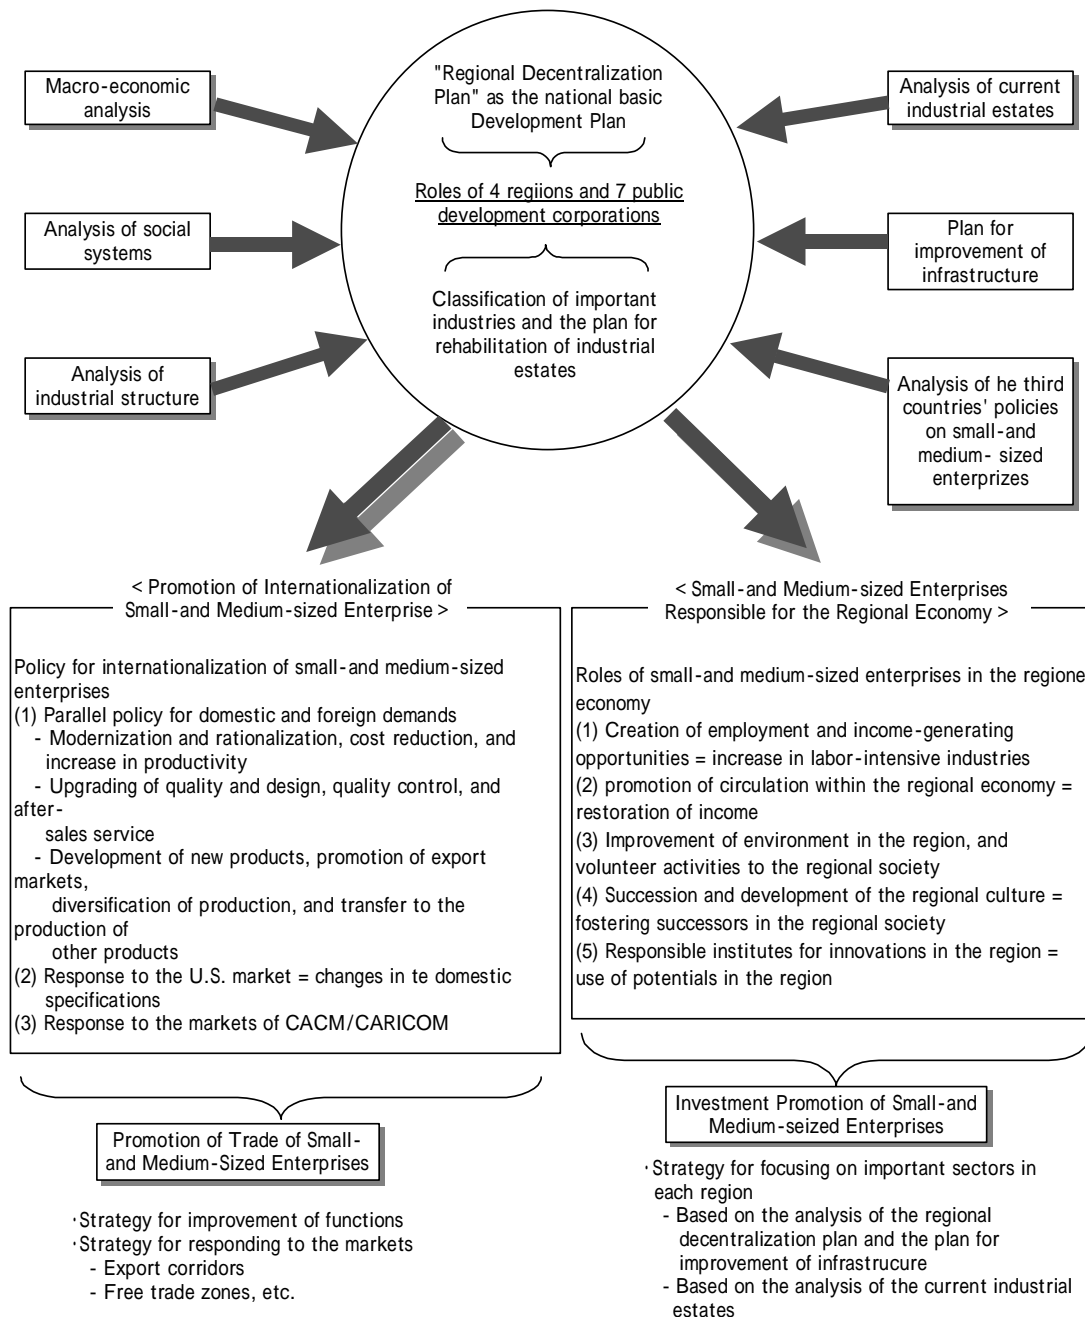 Macro-economic
analysis
Analysis of social
systems
Analysis of
industrial structure
"Regional Decentralization
Plan" as the national basic
Development Plan
Roles of 4 regiions and 7 public
development corporations
Classification of important
industries and the plan for
rehabilitation of industrial
estates
Analysis of current
industrial estates
Plan for
improvement of
infrastructure
Analysis of he third
countries' policies
on small-and
medium- sized
enterprizes
< Promotion of Internationalization of
Small-and Medium-sized Enterprise >
Policy for internationalization of small-and medium-sized
enterprises
(1) Parallel policy for domestic and foreign demands
- Modernization and rationalization, cost reduction, and
increase in productivity
- Upgrading of quality and design, quality control, and
after-
sales service
- Development of new products, promotion of export
markets,
diversification of production, and transfer to the
production of
other products
(2) Response to the U.S. market = changes in te domestic
specifications
(3) Response to the markets of CACM/CARICOM
Promotion of Trade of Small-
and Medium-Sized Enterprises
·Strategy for improvement of functions
·Strategy for responding to the markets
- Export corridors
- Free trade zones, etc.
< Small-and Medium-sized Enterprises
Responsible for the Regional Economy >
Roles of small-and medium-sized enterprises in the regione
economy
(1) Creation of employment and income-generating
opportunities = increase in labor-intensive industries
(2) promotion of circulation within the regional economy =
restoration of income
(3) Improvement of environment in the region, and
volunteer activities to the regional society
(4) Succession and development of the regional culture =
fostering successors in the regional society
(5) Responsible institutes for innovations in the region =
use of potentials in the region
Investment Promotion of Small-and
Medium-seized Enterprises
·Strategy for focusing on important sectors in
each region
- Based on the analysis of the regional
decentralization plan and the plan for
improvement of infrastrucure
- Based on the analysis of the current industrial
estates